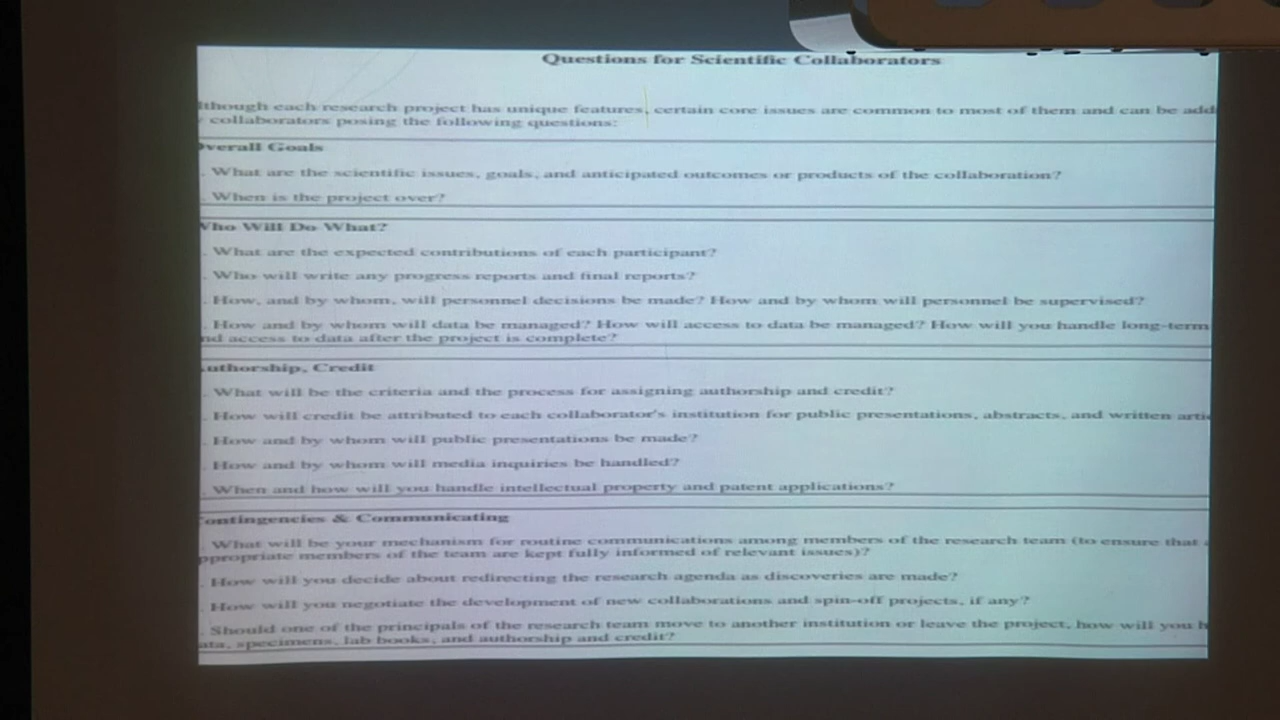 Questions for Scientific Collaborators
lthough each research project has unique features, certain core issues are common to most of them and can be add
collaborators posing the following questions:
Overall Goals
. What are the scientific issues, goals, and anticipated outcomes or products of the collaboration?
. When is the project over?
Who Will Do What?
. What are the expected contributions of each participant?
. Who will write any progress reports and final reports?
. How, and by whom, will personnel decisions be made? How and by whom will personnel be supervised?
. How and by whom will data be managed? How will access to data be managed? How will you handle long-term
nd access to data after the project is complete?
uthorship, Credit
. What will be the criteria and the process for assigning authorship and credit?
. How will credit be attributed to each collaborator's institution for public presentations, abstracts, and written arti
. How and by whom will public presentations be made?
. How and by whom will media inquiries be handled?
. When and how will you handle intellectual property and patent applications?
ontingencies & Communicating
. What will be your mechanism for routine communications among members of the research team (to ensure that
ppropriate members of the team are kept fully informed of relevant issues)?
. How will you decide about redirecting the research agenda as discoveries are made?
. How will you negotiate the development of new collaborations and spin-off projects, if any?
. Should one of the principals of the research team move to another institution or leave the project, how will you h
ata, specimens, lab books, and authorship and credit?